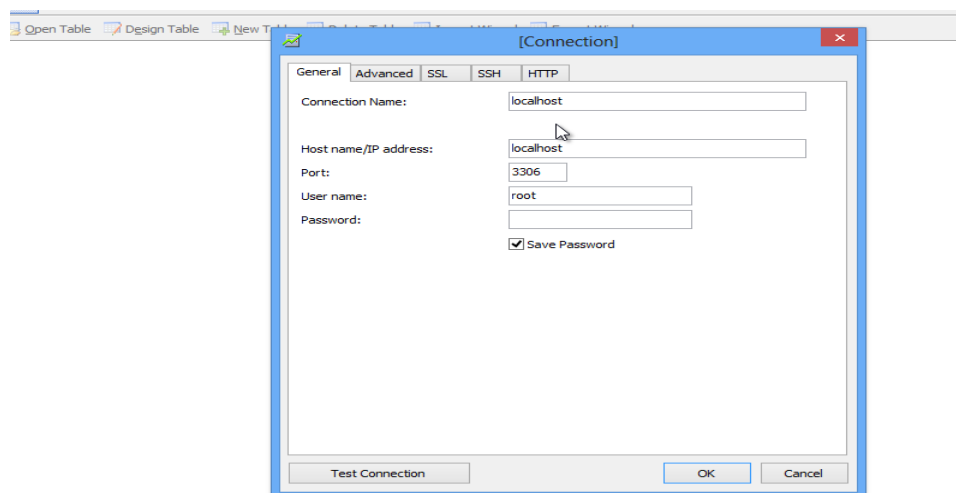 Open Table Design Table New T
[Connection]
General Advanced SSL SSH HTTP
Connection Name: localhost
Host name/IP address: localhost
Port: 3306
User name: root
Password:
Save Password
Test Connection OK Cancel